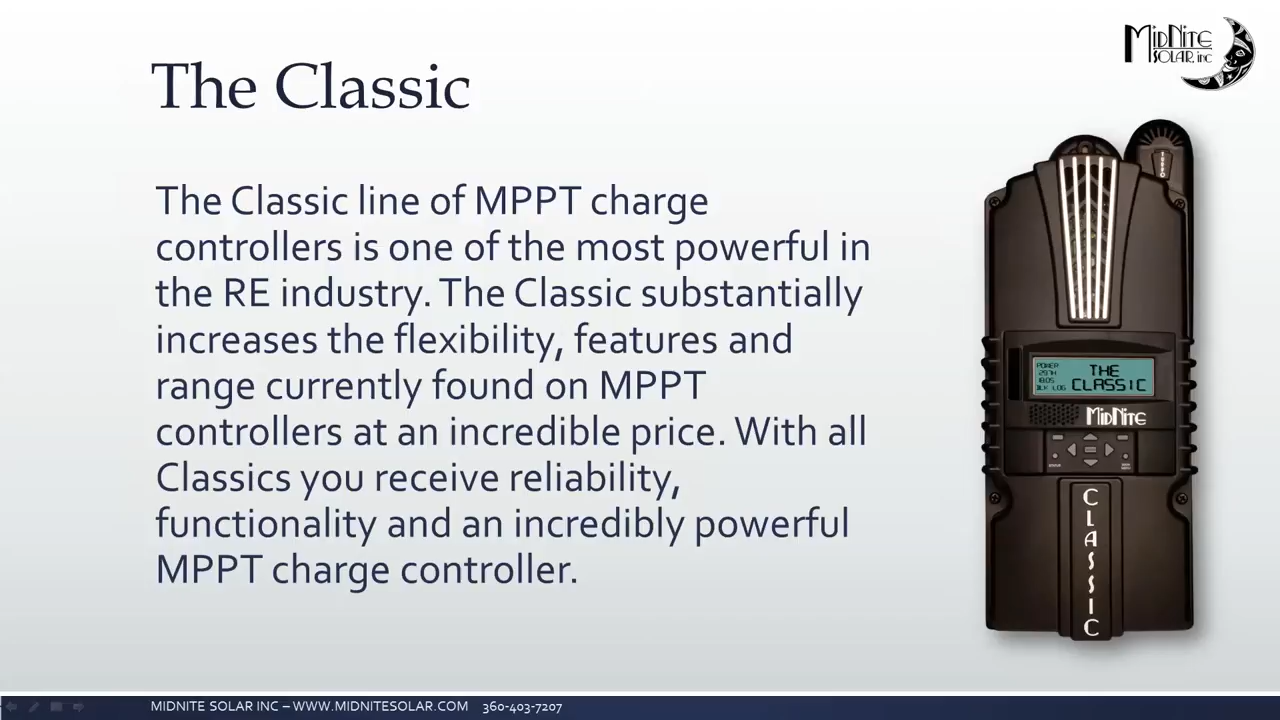 The Classic
MIDNITE
SOLAR, INC
The Classic line of MPPT charge
controllers is one of the most powerful in
the RE industry. The Classic substantially
increases the flexibility, features and
range currently found on MPPT
controllers at an incredible price. With all
Classics you receive reliability,
functionality and an incredibly powerful
MPPT charge controller.
TURBO
POWER
THE
CLASSIC
MIDNITE
CLASSIC
MIDNITE SOLAR INC – WWW.MIDNITESOLAR.COM 360-403-7207